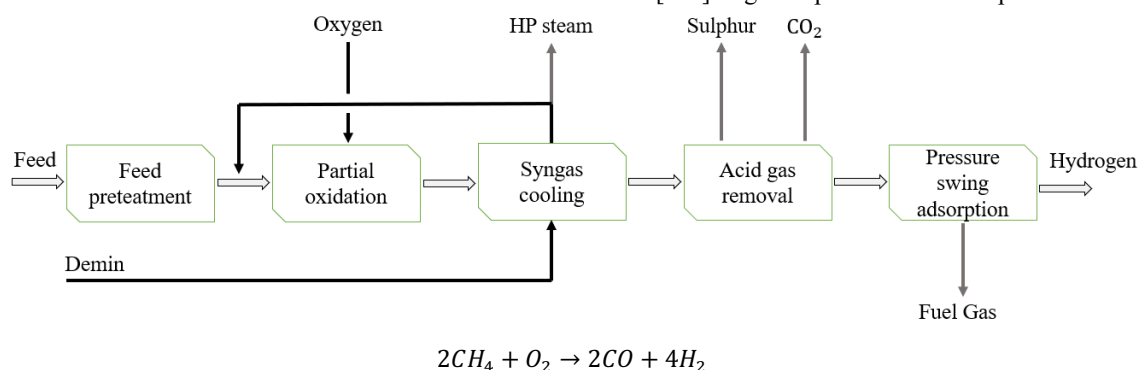 Oxygen
HP steam
Sulphur
CO₂
Feed
Feed
pretreatment
Partial
oxidation
Syngas
cooling
Acid gas
removal
Pressure
swing
adsorption
Hydrogen
Demin
Fuel Gas
2CH₄ + O₂ → 2CO + 4H₂